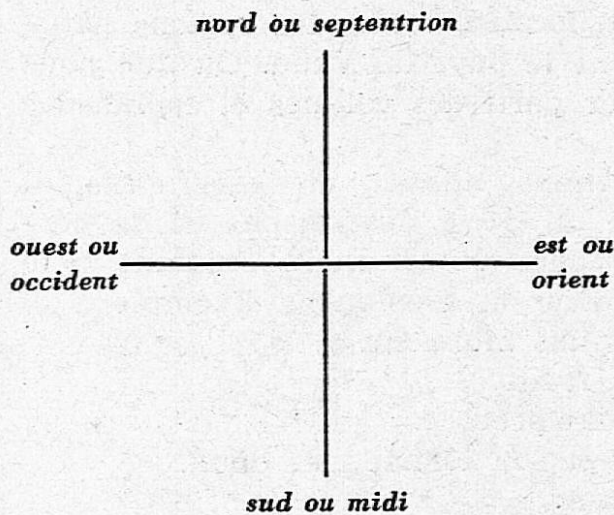 nord ou septentrion
ouest ou
occident
est ou
orient
sud ou midi